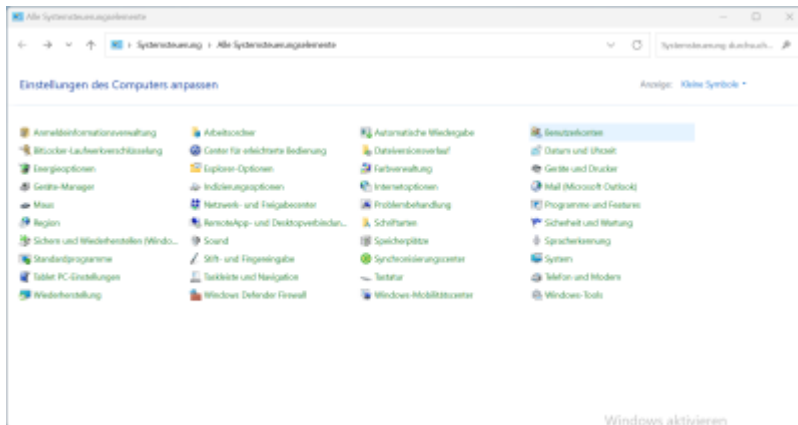 Alle Systemsteuerungselemente
Systemsteuerung › Alle Systemsteuerungselemente
Systemsteuerung durchsuch...
Einstellungen des Computers anpassen
Anzeige: Kleine Symbole
Anmeldeinformationsverwaltung Arbeitsordner Automatische Wiedergabe Benutzerkonten
BitLocker-Laufwerkverschlüsselung Center für erleichterte Bedienung Dateiversionsverlauf Datum und Uhrzeit
Energieoptionen Explorer-Optionen Farbverwaltung Geräte und Drucker
Geräte-Manager Indizierungsoptionen Internetoptionen Mail (Microsoft Outlook)
Maus Netzwerk- und Freigabecenter Problembehandlung Programme und Features
Region RemoteApp- und Desktopverbindun... Schriftarten Sicherheit und Wartung
Sichern und Wiederherstellen (Windo... Sound Speicherplätze Spracherkennung
Standardprogramme Stift- und Fingereingabe Synchronisierungscenter System
Tablet PC-Einstellungen Taskleiste und Navigation Tastatur Telefon und Modem
Wiederherstellung Windows Defender Firewall Windows-Mobilitätscenter Windows-Tools
Windows aktivieren